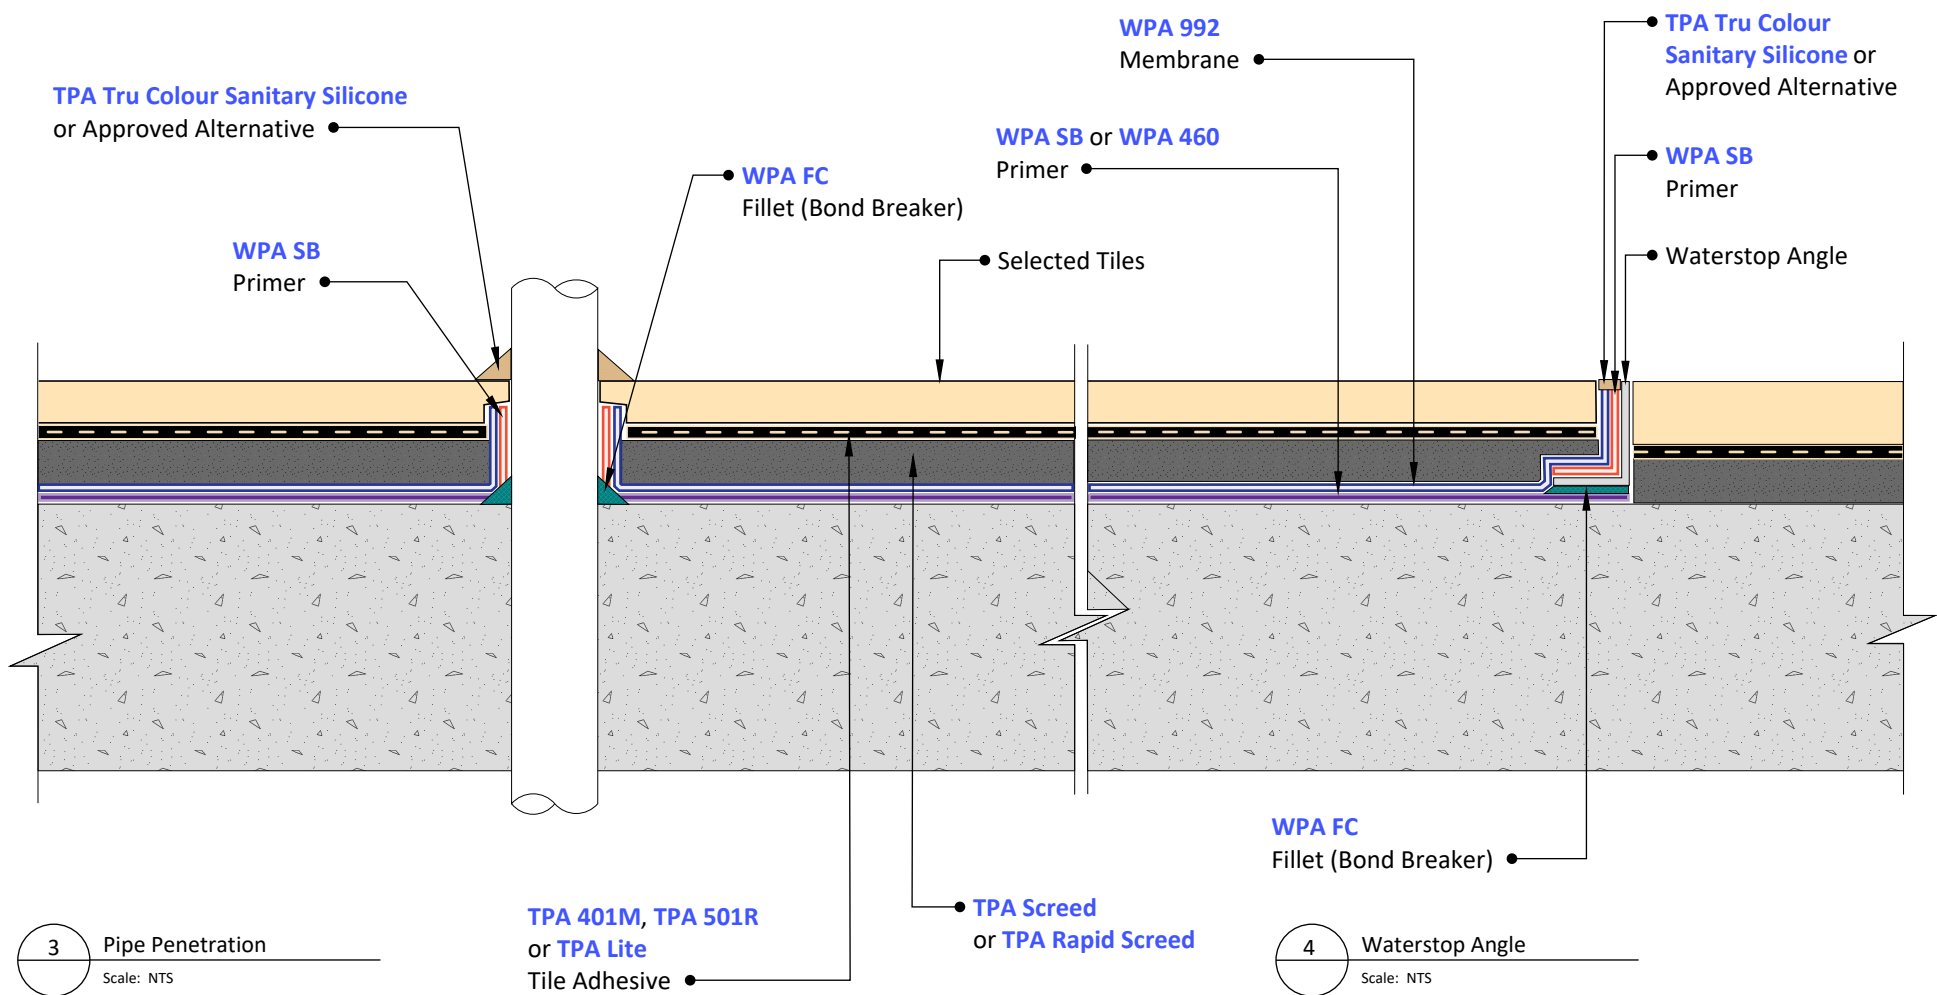 WPA 992
Membrane
TPA Tru Colour
Sanitary Silicone or
Approved Alternative
TPA Tru Colour Sanitary Silicone
or Approved Alternative
WPA SB or WPA 460
Primer
WPA FC
Fillet (Bond Breaker)
WPA SB
Primer
WPA SB
Primer
Selected Tiles
Waterstop Angle
WPA FC
Fillet (Bond Breaker)
TPA 401M, TPA 501R
or TPA Lite
Tile Adhesive
TPA Screed
or TPA Rapid Screed
3
Pipe Penetration
Scale: NTS
4
Waterstop Angle
Scale: NTS